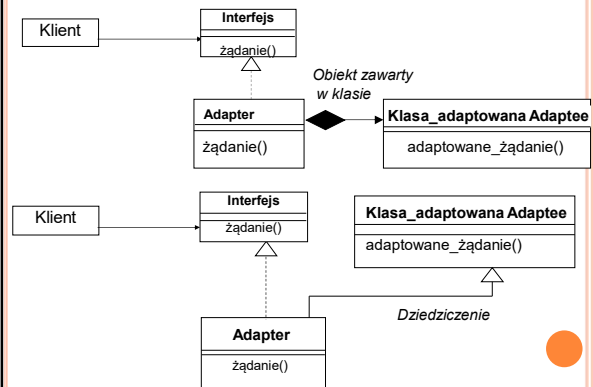 Interfejs
Klient
żądanie()
Obiekt zawarty
w klasie
Adapter
Klasa_adaptowana Adaptee
żądanie()
adaptowane_żądanie()
Interfejs
Klient
żądanie()
Klasa_adaptowana Adaptee
adaptowane_żądanie()
Dziedziczenie
Adapter
żądanie()